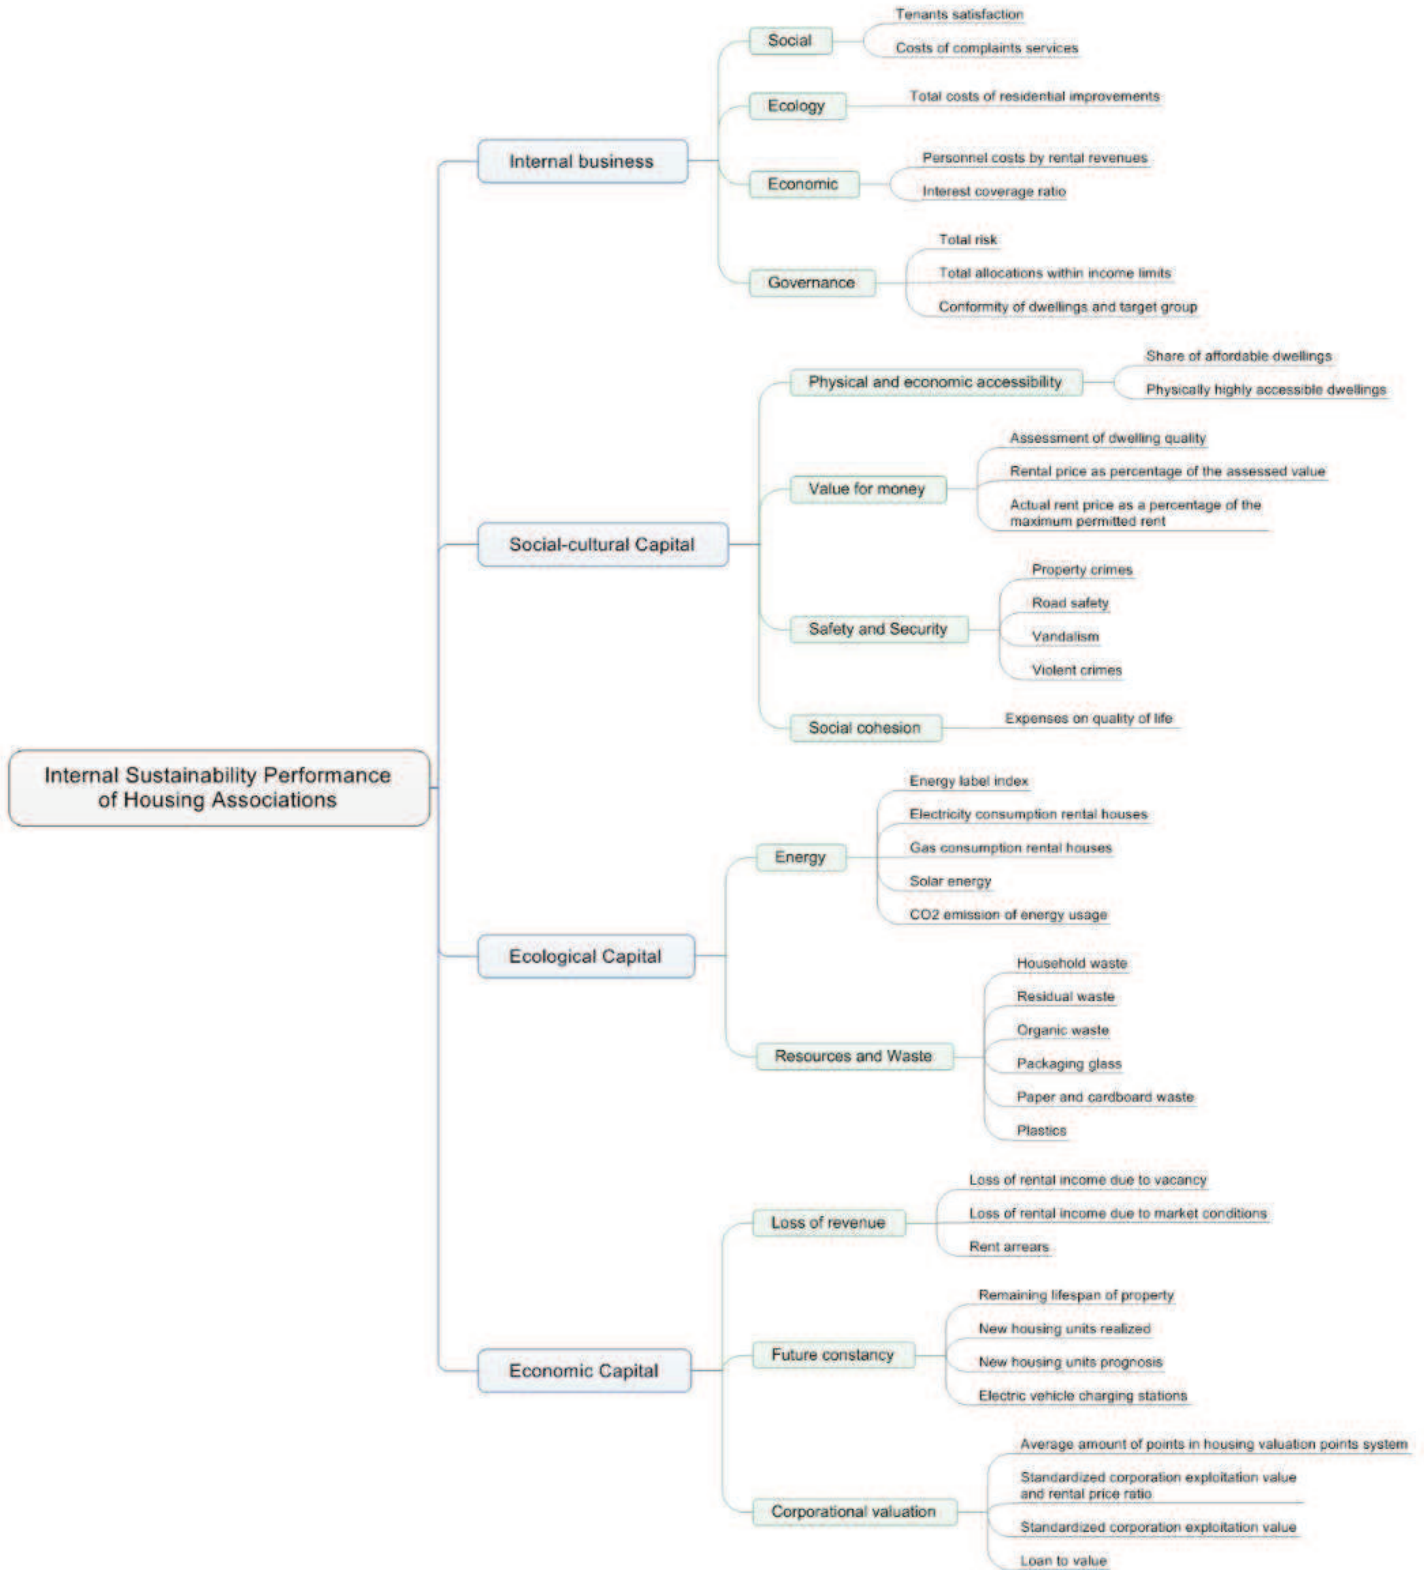 Internal Sustainability Performance
of Housing Associations
Internal business
Social
Tenants satisfaction
Costs of complaints services
Ecology
Total costs of residential improvements
Economic
Personnel costs by rental revenues
Interest coverage ratio
Governance
Total risk
Total allocations within income limits
Conformity of dwellings and target group
Social-cultural Capital
Physical and economic accessibility
Share of affordable dwellings
Physically highly accessible dwellings
Value for money
Assessment of dwelling quality
Rental price as percentage of the assessed value
Actual rent price as a percentage of the
maximum permitted rent
Safety and Security
Property crimes
Road safety
Vandalism
Violent crimes
Social cohesion
Expenses on quality of life
Ecological Capital
Energy
Energy label index
Electricity consumption rental houses
Gas consumption rental houses
Solar energy
CO2 emission of energy usage
Resources and Waste
Household waste
Residual waste
Organic waste
Packaging glass
Paper and cardboard waste
Plastics
Economic Capital
Loss of revenue
Loss of rental income due to vacancy
Loss of rental income due to market conditions
Rent arrears
Future constancy
Remaining lifespan of property
New housing units realized
New housing units prognosis
Electric vehicle charging stations
Corporational valuation
Average amount of points in housing valuation points system
Standardized corporation exploitation value
and rental price ratio
Standardized corporation exploitation value
Loan to value